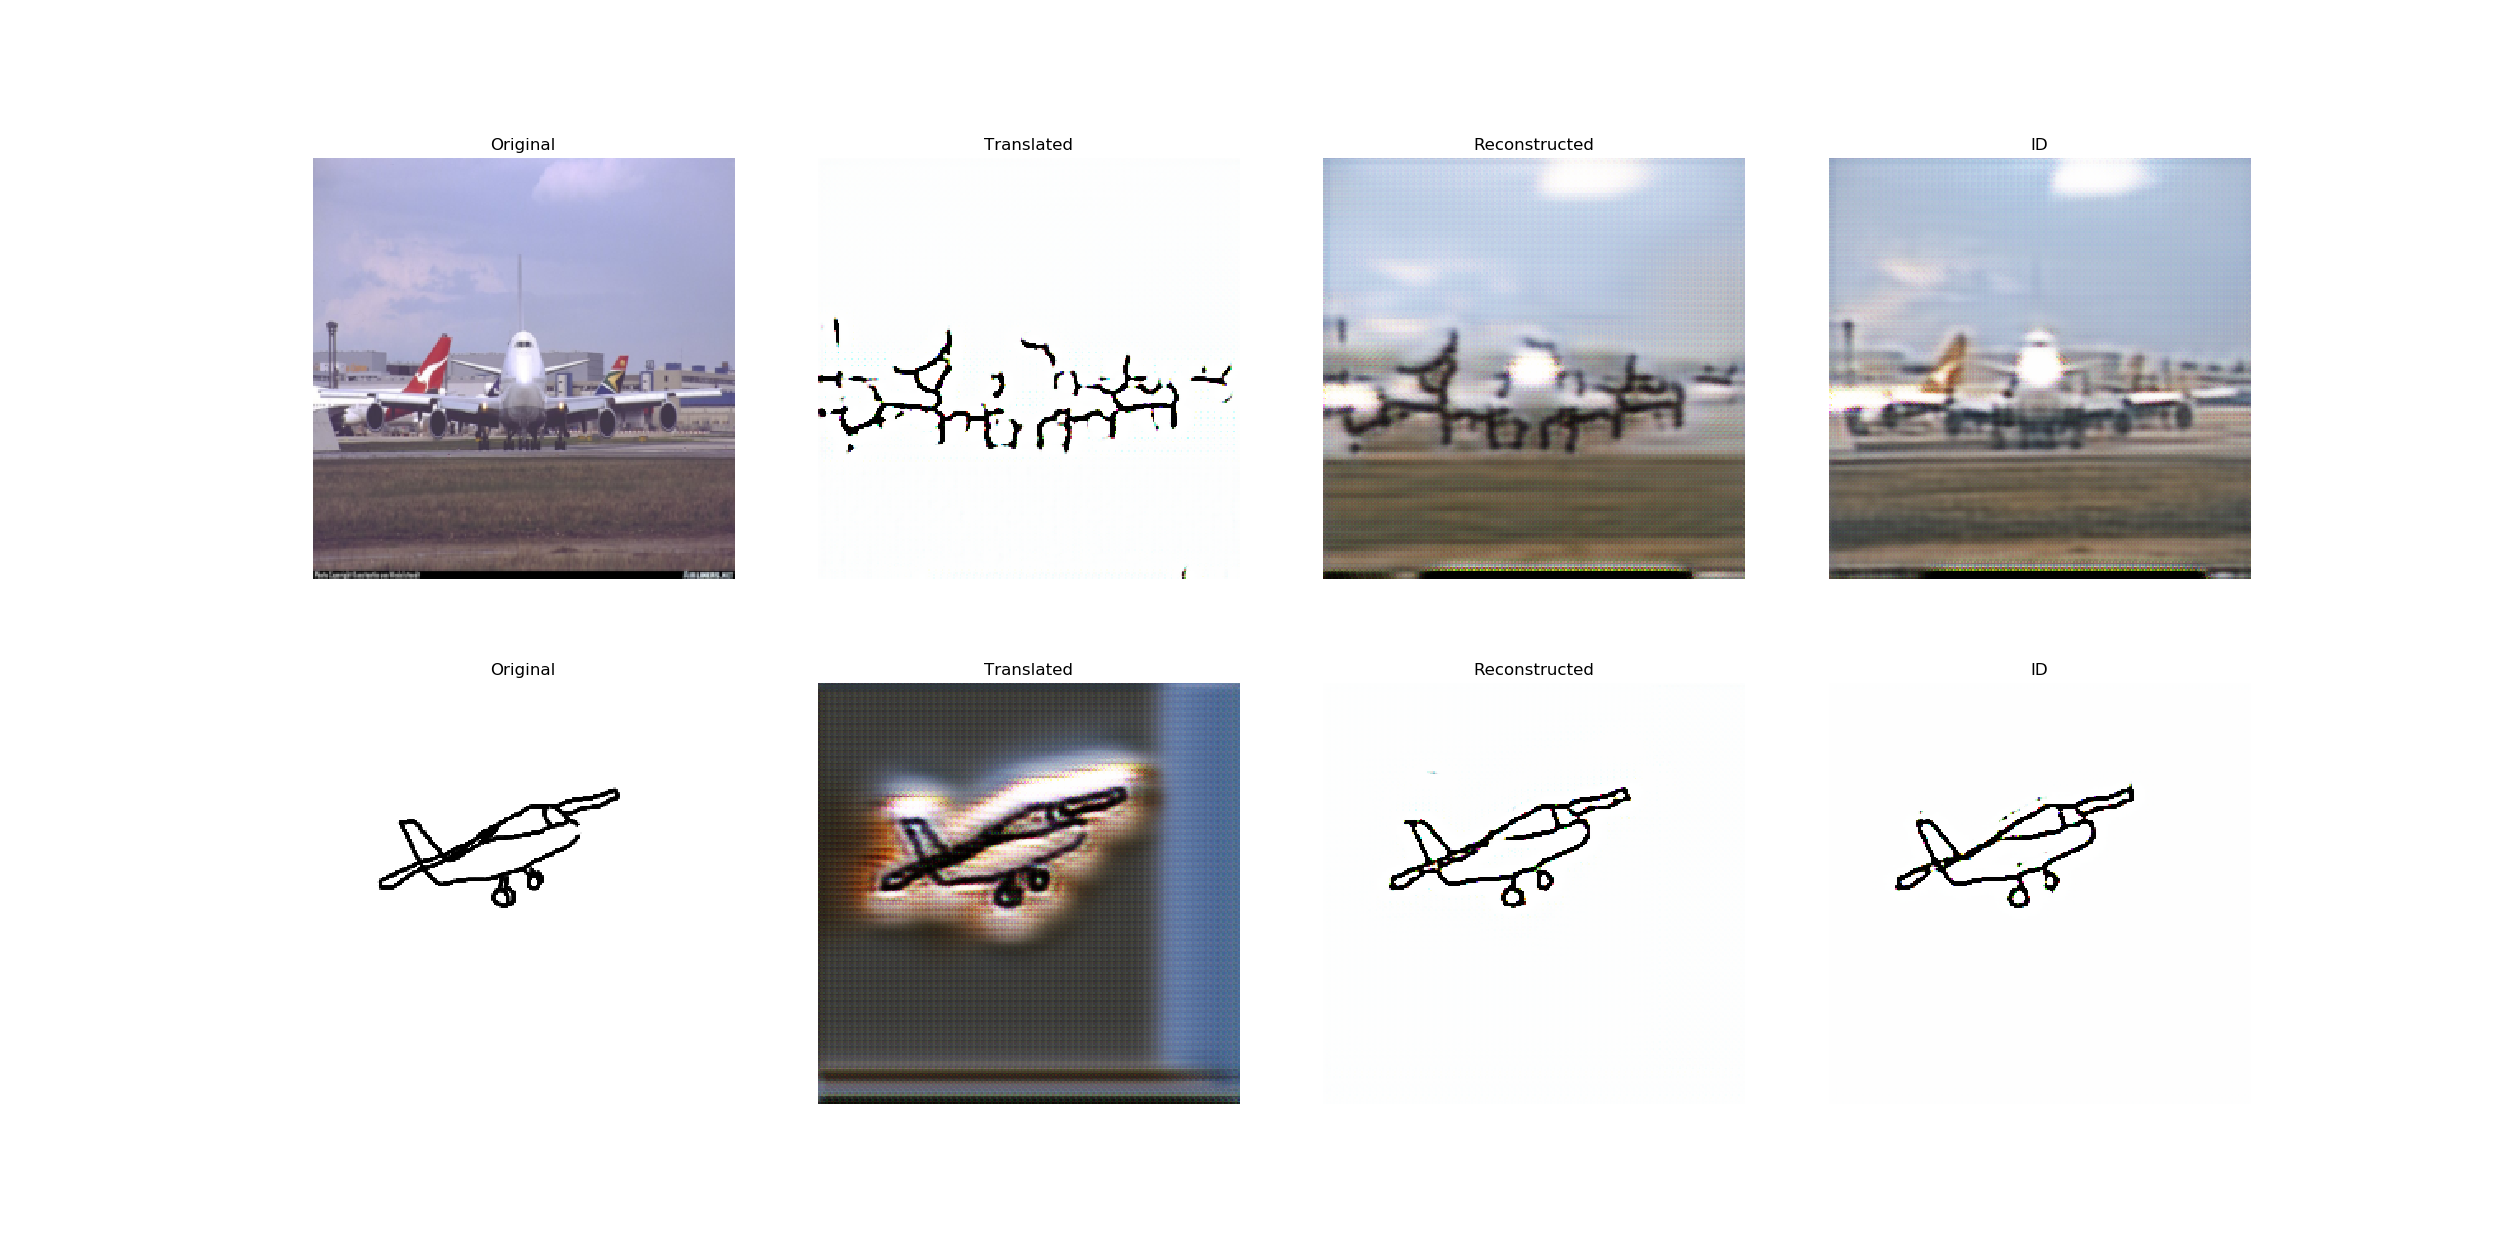 Original
Translated
Reconstructed
ID
Original
Translated
Reconstructed
ID